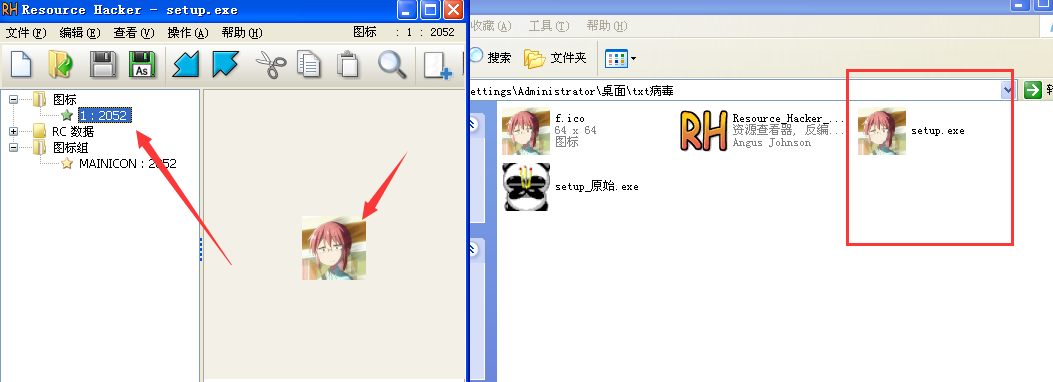 Resource Hacker - setup.exe
文件(F) 编辑(E) 查看(V) 操作(A) 帮助(H) 图标 : 1 : 2052
As
图标
1 : 2052
RC 数据
图标组
MAINICON : 2052
收藏(A) 工具(T) 帮助(H)
搜索 文件夹
ettings\Administrator\桌面\txt病毒
f.ico
64 x 64
图标
RH
Resource_Hacker_...
资源查看器, 反编...
Angus Johnson
setup.exe
setup_原始.exe